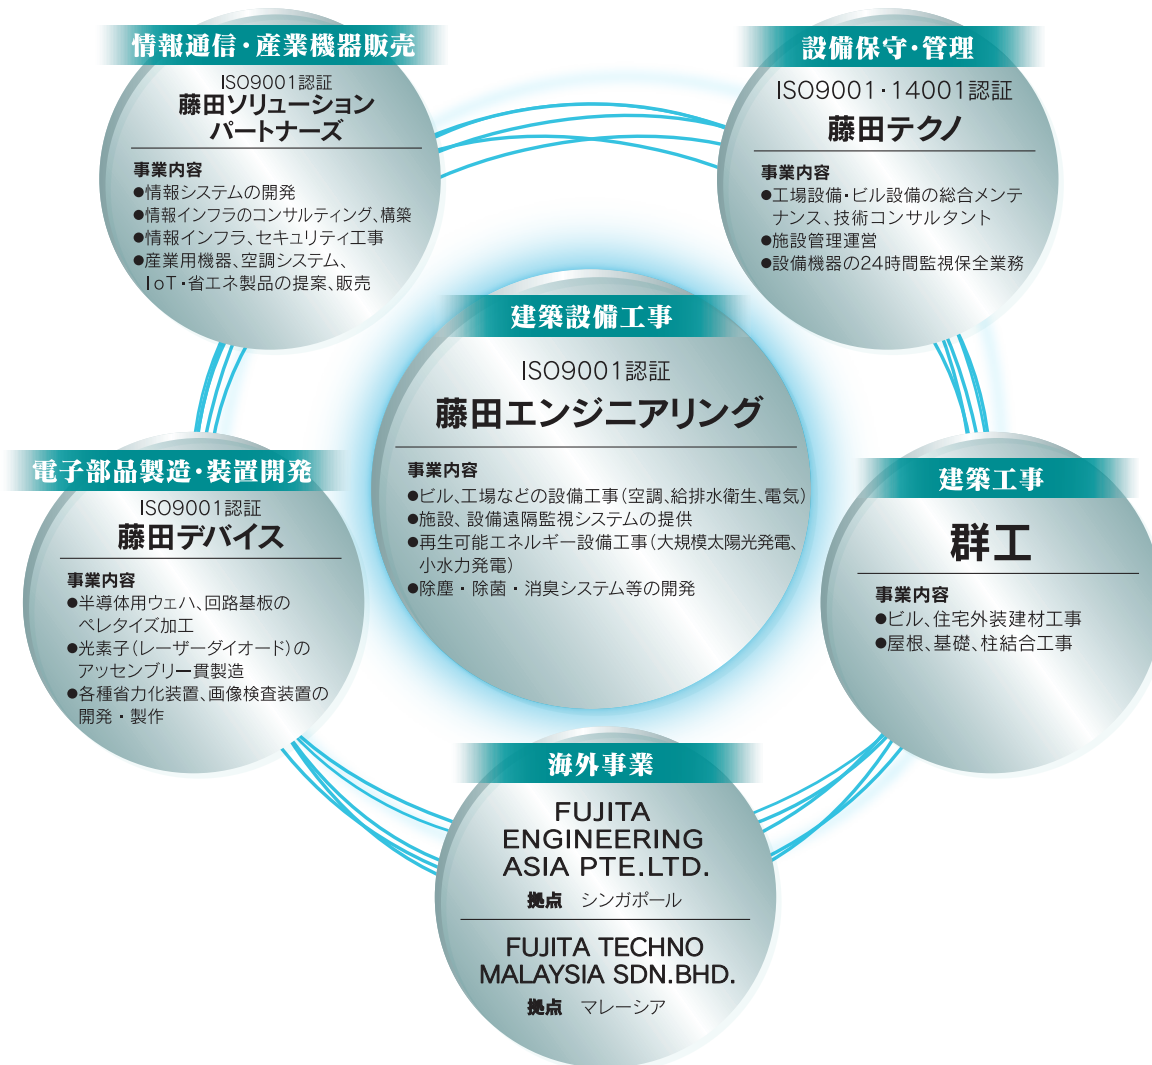 情報通信・産業機器販売
ISO9001認証
藤田ソリューション
パートナーズ
事業内容
●情報システムの開発
●情報インフラのコンサルティング、構築
●情報インフラ、セキュリティ工事
●産業用機器、空調システム、
IoT・省エネ製品の提案、販売
設備保守・管理
ISO9001・14001認証
藤田テクノ
事業内容
●工場設備・ビル設備の総合メンテ
ナンス、技術コンサルタント
●施設管理運営
●設備機器の24時間監視保全業務
建築設備工事
ISO9001認証
藤田エンジニアリング
事業内容
●ビル、工場などの設備工事(空調、給排水衛生、電気)
●施設、設備遠隔監視システムの提供
●再生可能エネルギー設備工事(大規模太陽光発電、
小水力発電)
●除塵・除菌・消臭システム等の開発
電子部品製造・装置開発
ISO9001認証
藤田デバイス
事業内容
●半導体用ウェハ、回路基板の
ペレタイズ加工
●光素子(レーザーダイオード)の
アッセンブリ一貫製造
●各種省力化装置、画像検査装置の
開発・製作
建築工事
群工
事業内容
●ビル、住宅外装建材工事
●屋根、基礎、柱結合工事
海外事業
FUJITA
ENGINEERING
ASIA PTE.LTD.
拠点 シンガポール
FUJITA TECHNO
MALAYSIA SDN.BHD.
拠点 マレーシア